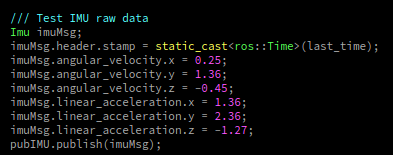 /// Test IMU raw data
Imu imuMsg;
imuMsg.header.stamp = static_cast<ros::Time>(last_time);
imuMsg.angular_velocity.x = 0.25;
imuMsg.angular_velocity.y = 1.36;
imuMsg.angular_velocity.z = -0.45;
imuMsg.linear_acceleration.x = 1.36;
imuMsg.linear_acceleration.y = 2.36;
imuMsg.linear_acceleration.z = -1.27;
pubIMU.publish(imuMsg);